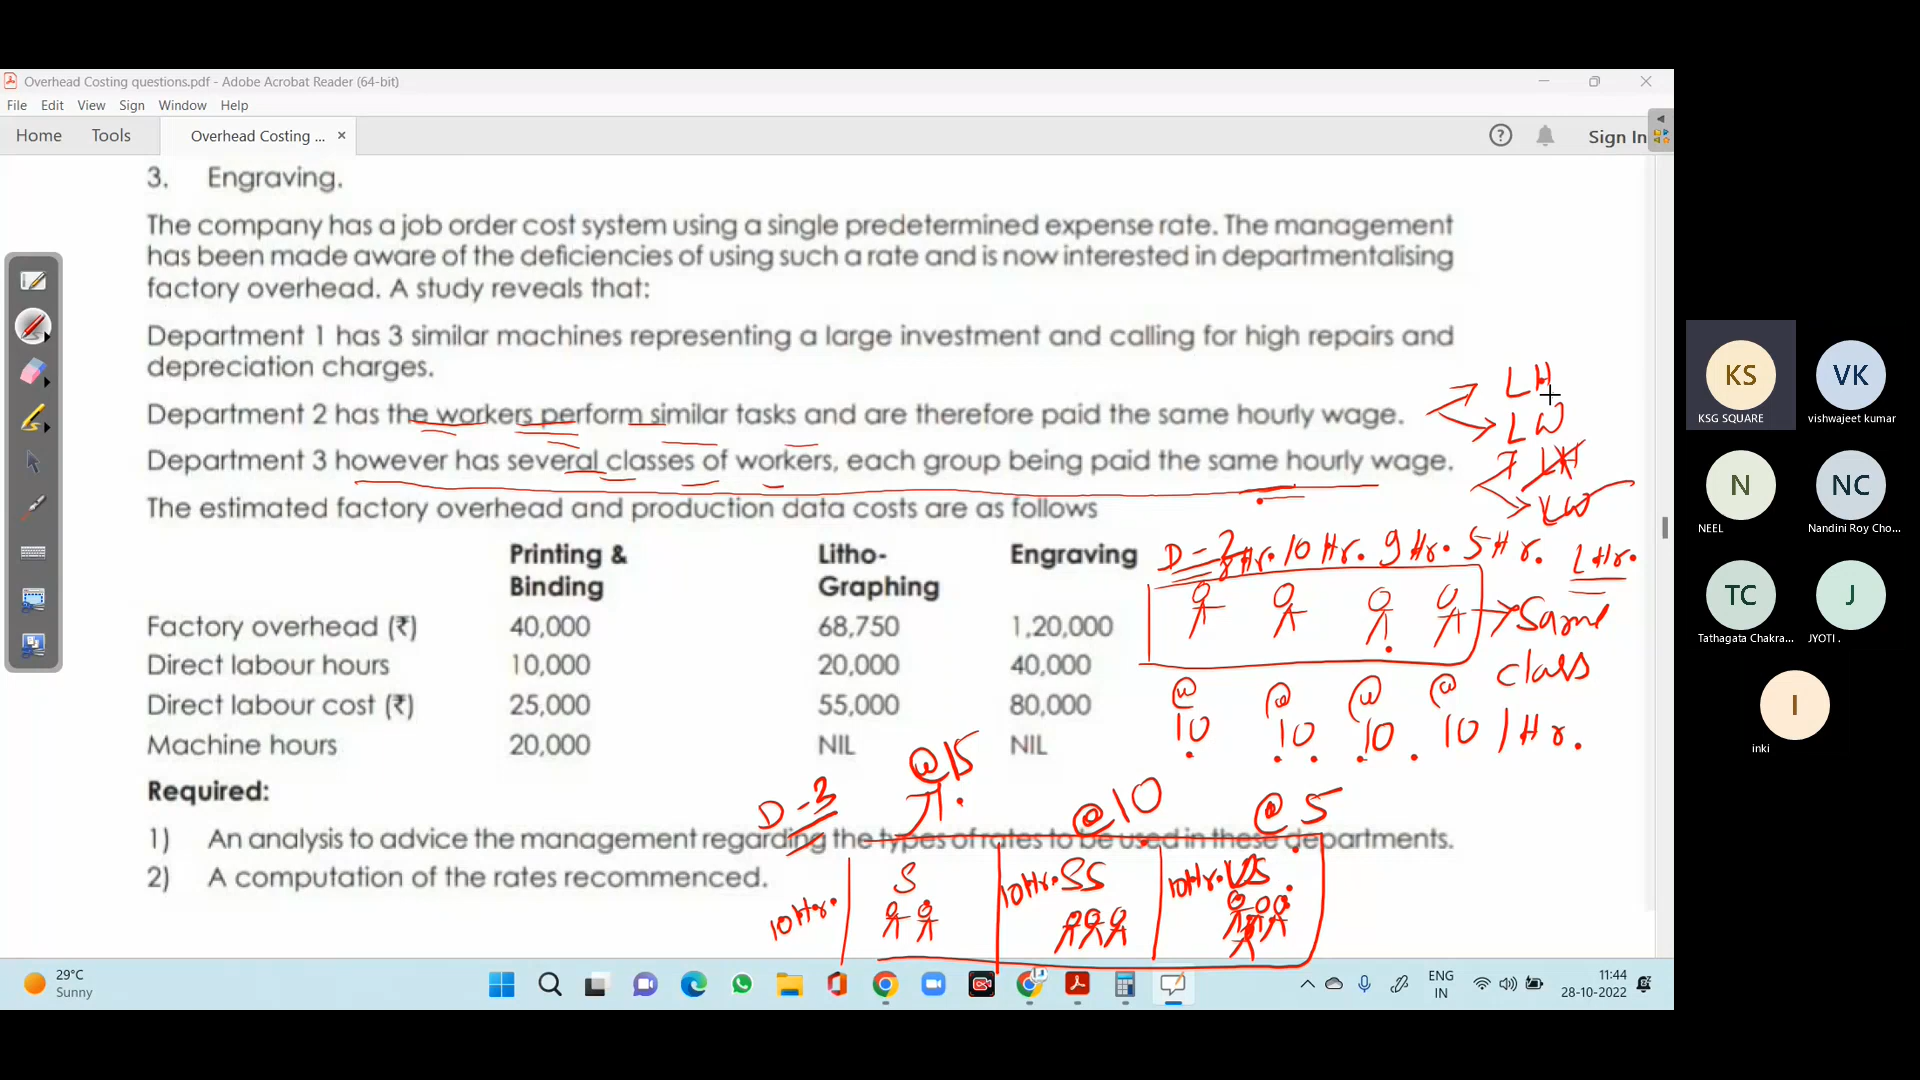 Overhead Costing questions.pdf - Adobe Acrobat Reader (64-bit)
File Edit View Sign Window Help
Home Tools Overhead Costing ... × Sign In
3. Engraving.
The company has a job order cost system using a single predetermined expense rate. The management
has been made aware of the deficiencies of using such a rate and is now interested in departmentalising
factory overhead. A study reveals that:
Department 1 has 3 similar machines representing a large investment and calling for high repairs and
depreciation charges.
LH
Department 2 has the workers perform similar tasks and are therefore paid the same hourly wage.
LW
Department 3 however has several classes of workers, each group being paid the same hourly wage.
LH
LW
The estimated factory overhead and production data costs are as follows
Printing & Litho- Engraving
Binding Graphing
10 Hr. 9 Hr. 5 Hr. LHr.
Factory overhead (₹) 40,000 68,750 1,20,000
Same
Direct labour hours 10,000 20,000 40,000
class
Direct labour cost (₹) 25,000 55,000 80,000
@ @ @ @
10 10 10 10 / Hr.
Machine hours 20,000 NIL NIL
Required:
@15 @10 @5
1) An analysis to advice the management regarding the types of rates to be used in these departments.
2) A computation of the rates recommenced.
10Hr. S 10Hr. SS 10Hr. US
KS
KSG SQUARE
VK
vishwajeet kumar
N
NEEL
NC
Nandini Roy Cho...
TC
Tathagata Chakra...
J
JYOTI .
I
inki
29°C
Sunny
ENG
IN
11:44
28-10-2022